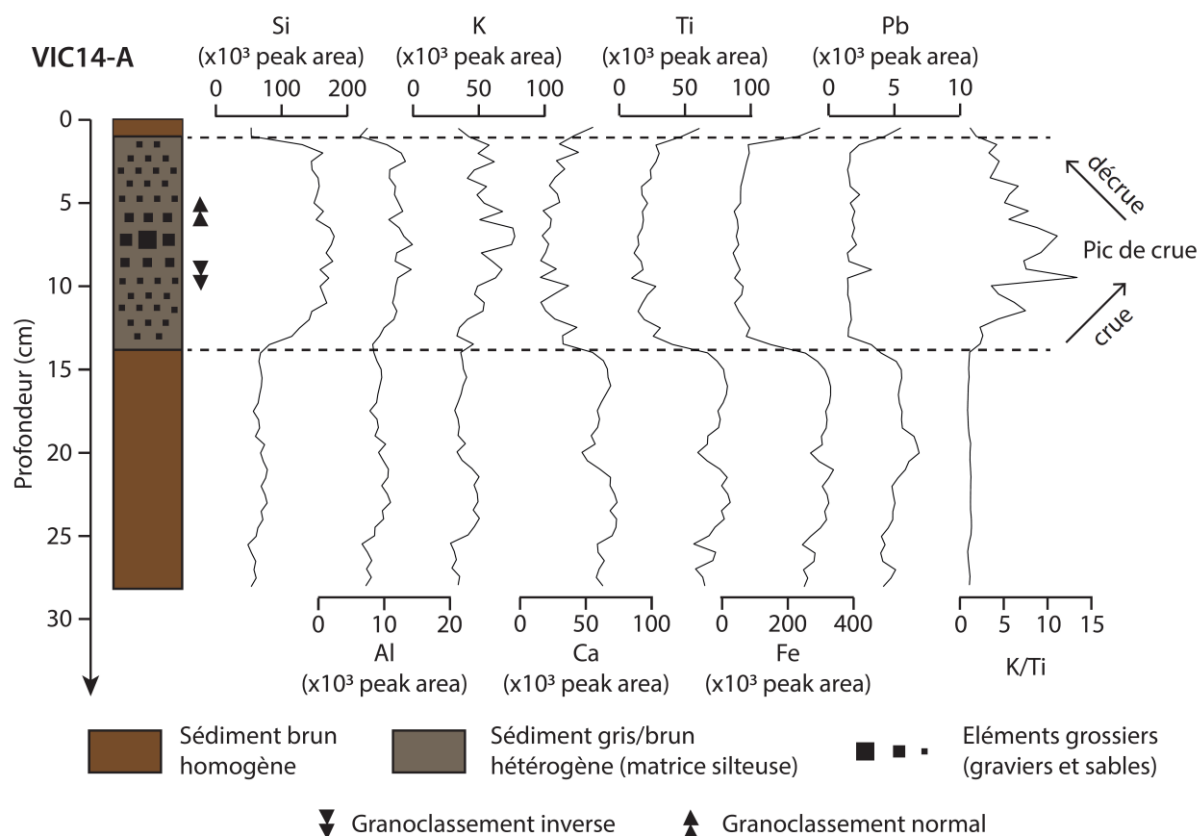 VIC14-A
Si
(x10³ peak area)
0 100 200
K
(x10³ peak area)
0 50 100
Ti
(x10³ peak area)
0 50 100
Pb
(x10³ peak area)
0 5 10
Profondeur (cm)
0
5
10
15
20
25
30
décrue
Pic de crue
crue
0 10 20
Al
(x10³ peak area)
0 50 100
Ca
(x10³ peak area)
0 200 400
Fe
(x10³ peak area)
0 5 10 15
K/Ti
Sédiment brun
homogène
Sédiment gris/brun
hétérogène (matrice silteuse)
Eléments grossiers
(graviers et sables)
Granoclassement inverse
Granoclassement normal